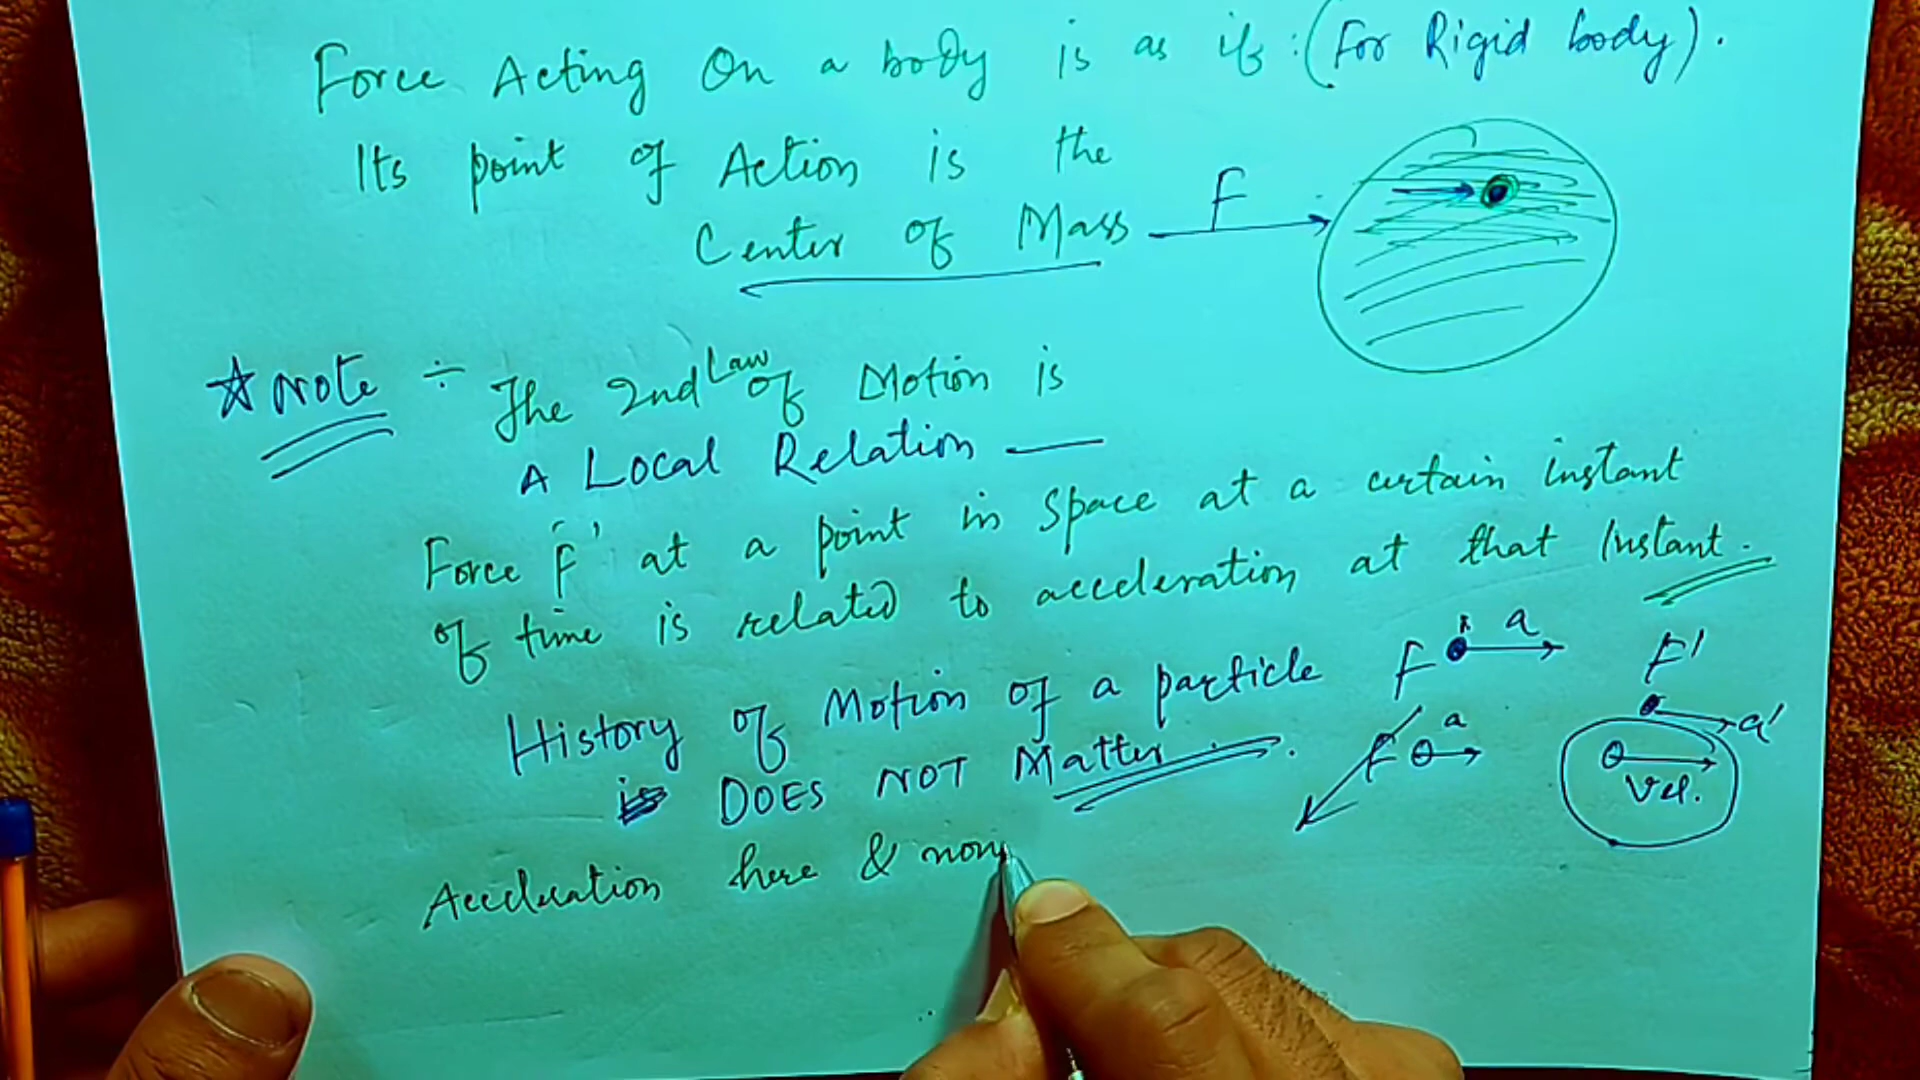 Force Acting On a body is as if :(For Rigid body).
Its point of Action is the
Center of Mass
F
☆ Note ÷ The 2nd Law of Motion is
A Local Relation —
Force 'F' at a point in space at a certain instant
of time is related to acceleration at that Instant.
History of Motion of a particle
DOES NOT Matter.
F a
F a
F'
a'
Vel.
Acceleration here & now